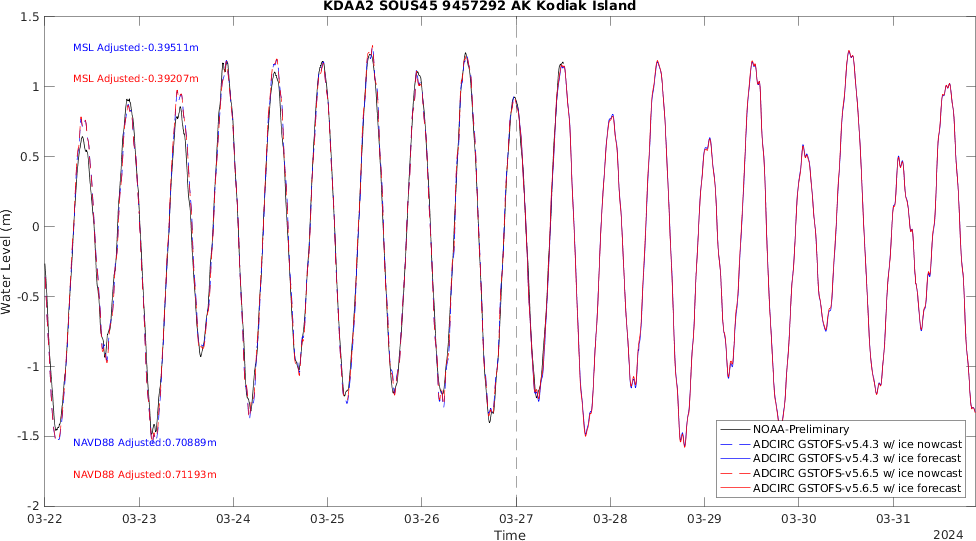 KDAA2 SOUS45 9457292 AK Kodiak Island
1.5
1
0.5
0
-0.5
-1
-1.5
-2
Water Level (m)
MSL Adjusted:-0.39511m
MSL Adjusted:-0.39207m
NAVD88 Adjusted:0.70889m
NAVD88 Adjusted:0.71193m
NOAA-Preliminary
ADCIRC GSTOFS-v5.4.3 w/ ice nowcast
ADCIRC GSTOFS-v5.4.3 w/ ice forecast
ADCIRC GSTOFS-v5.6.5 w/ ice nowcast
ADCIRC GSTOFS-v5.6.5 w/ ice forecast
03-22 03-23 03-24 03-25 03-26 03-27 03-28 03-29 03-30 03-31
Time
2024